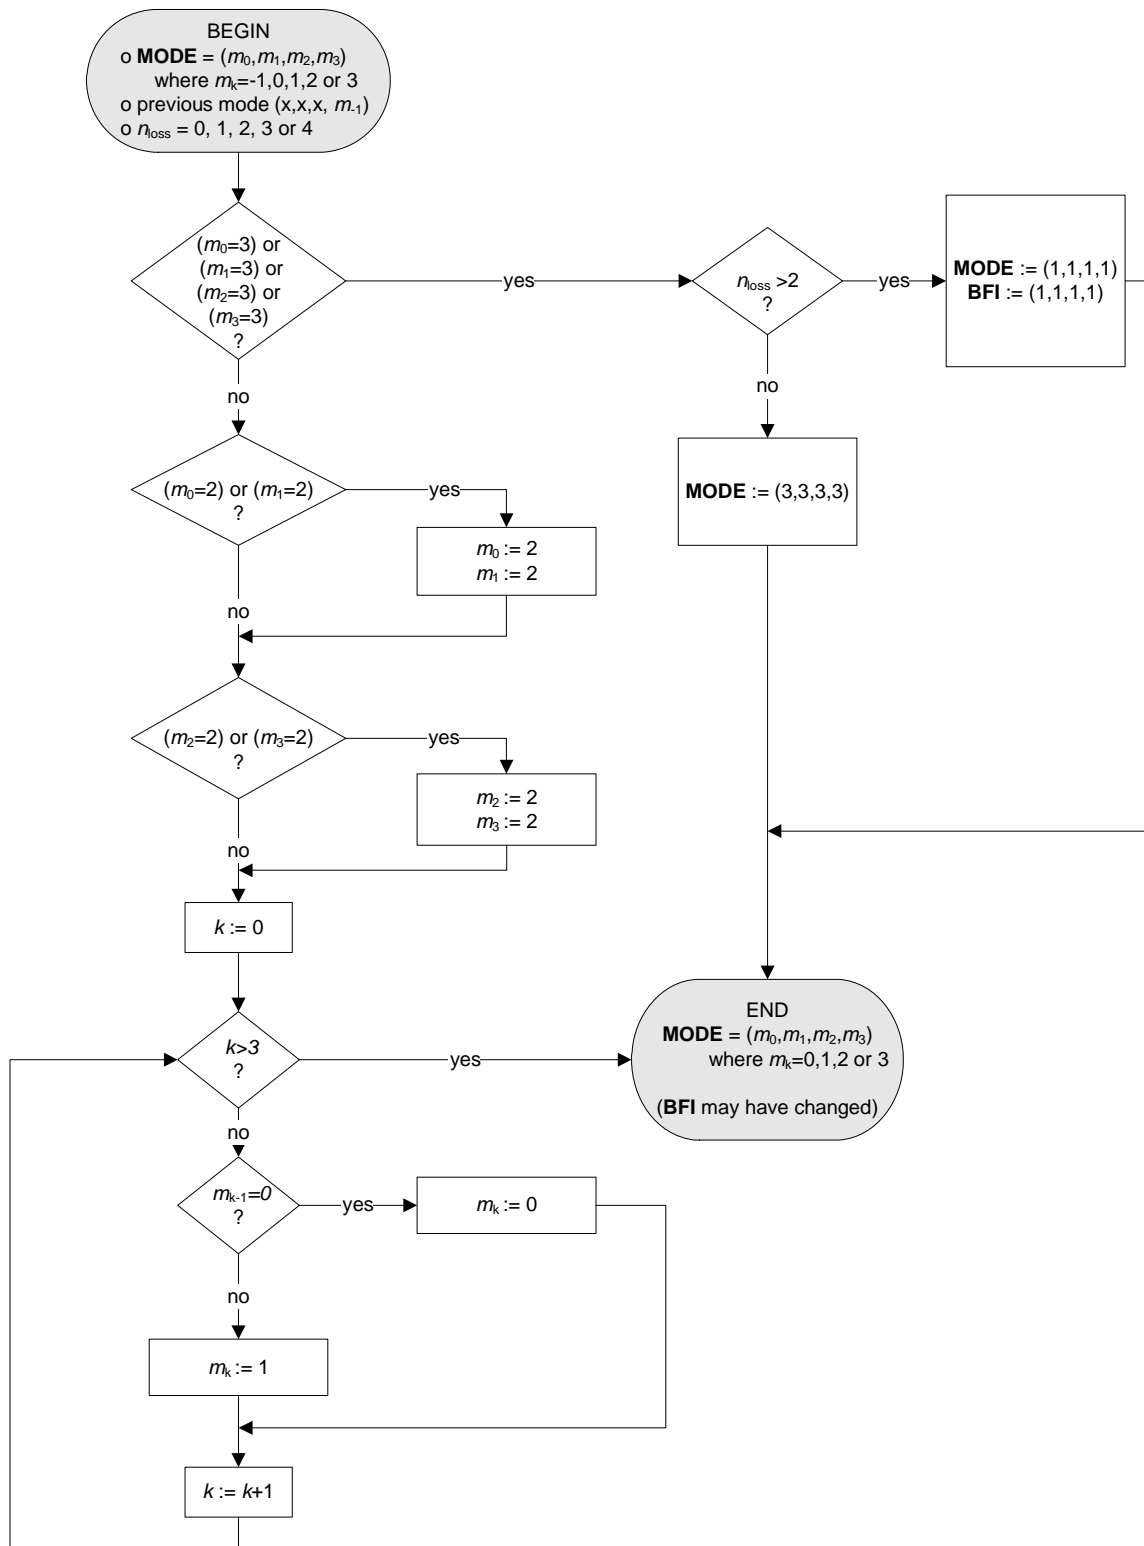 BEGIN
o MODE = (m0,m1,m2,m3)
where mk=-1,0,1,2 or 3
o previous mode (x,x,x, m-1)
o nloss = 0, 1, 2, 3 or 4
(m0=3) or
(m1=3) or
(m2=3) or
(m3=3)
?
yes
nloss >2
?
yes
MODE := (1,1,1,1)
BFI := (1,1,1,1)
no
no
MODE := (3,3,3,3)
(m0=2) or (m1=2)
?
yes
m0 := 2
m1 := 2
no
(m2=2) or (m3=2)
?
yes
m2 := 2
m3 := 2
no
k := 0
k>3
?
yes
END
MODE = (m0,m1,m2,m3)
where mk=0,1,2 or 3
(BFI may have changed)
no
mk-1=0
?
yes
mk := 0
no
mk := 1
k := k+1